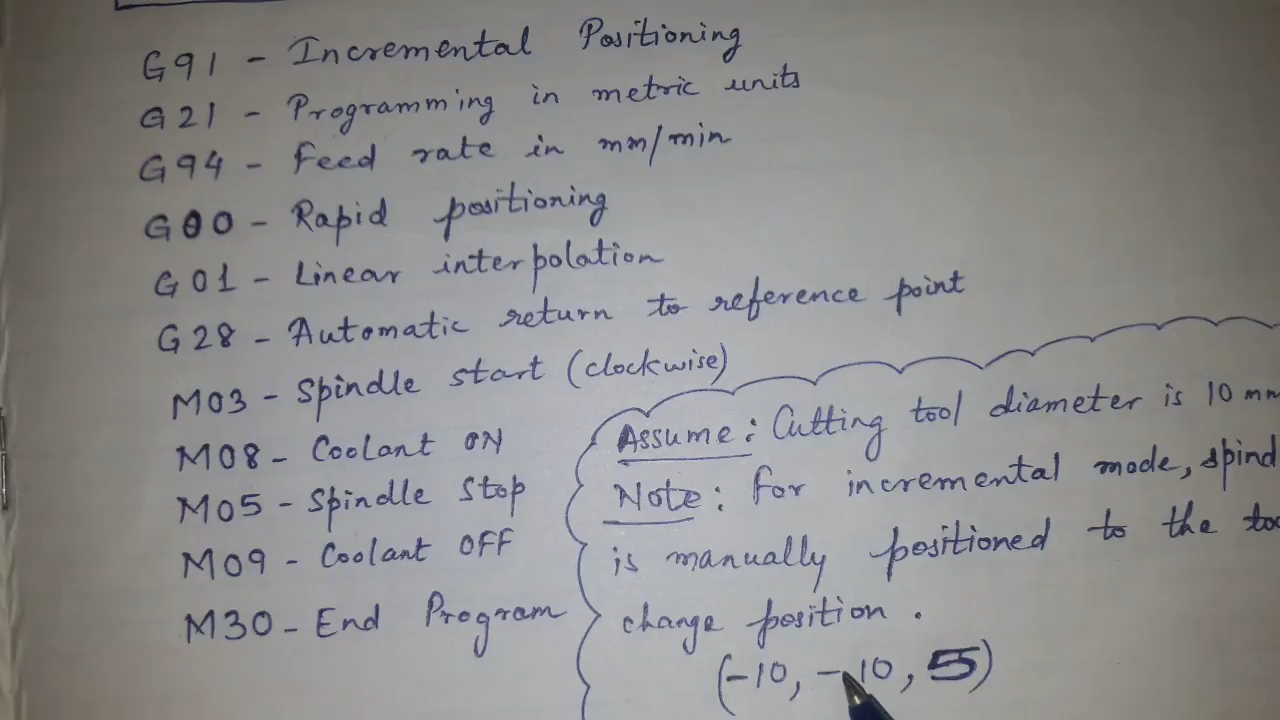 G91 - Incremental Positioning
G21 - Programming in metric units
G94 - Feed rate in mm/min
G00 - Rapid positioning
G01 - Linear interpolation
G28 - Automatic return to reference point
M03 - Spindle start (clockwise)
M08 - Coolant ON
M05 - Spindle Stop
M09 - Coolant OFF
M30 - End Program
Assume: Cutting tool diameter is 10 mm
Note: For incremental mode, spind
is manually positioned to the too
change position.
(-10, -10, 5)